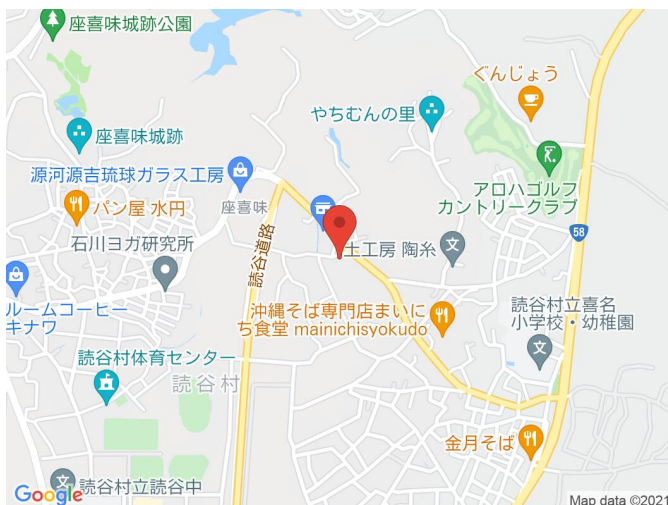 座喜味城跡公園
ぐんじょう
やちむんの里
座喜味城跡
源河源吉琉球ガラス工房
アロハゴルフ
カントリークラブ
パン屋 水円
座喜味
58
石川ヨガ研究所
読谷道路
土工房 陶糸
ルームコーヒー
キナワ
沖縄そば専門店まいに
ち食堂 mainichisyokudo
読谷村立喜名
小学校・幼稚園
読谷村体育センター
読谷村
金月そば
読谷村立読谷中
Google
Map data ©2021